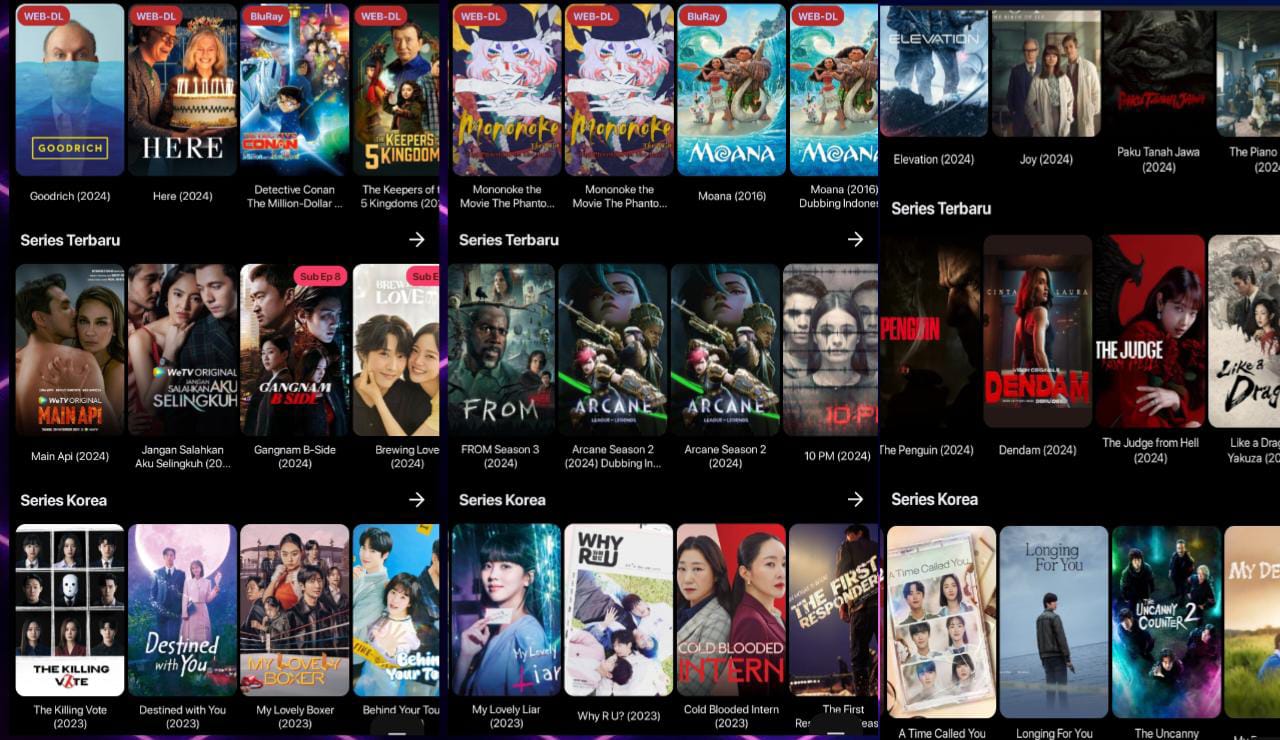 WEB-DL
WEB-DL
BluRay
WEB-DL
GOODRICH
HERE
DETECTIVE
CONAN
THE KEEPERS of
5 KINGDOM
Goodrich (2024)
Here (2024)
Detective Conan
The Million-Dollar ...
The Keepers of t
5 Kingdoms (20
Series Terbaru
Sub Ep 8
Sub E
WeTV ORIGINAL
MAIN API
WeTV ORIGINAL
JANGAN
SALAHKAN AKU
SELINGKUH
GANGNAM
B SIDE
BREWING
LOVE
Main Api (2024)
Jangan Salahkan
Aku Selingkuh (20...
Gangnam B-Side
(2024)
Brewing Love
(2024)
Series Korea
THE KILLING
VOTE
Destined
with You
MY LOVELY
BOXER
Behind
Your
The Killing Vote
(2023)
Destined with You
(2023)
My Lovely Boxer
(2023)
Behind Your Tou
WEB-DL
WEB-DL
BluRay
WEB-DL
Mononoke
Mononoke
MOANA
MOANA
Mononoke the
Movie The Phanto...
Mononoke the
Movie The Phanto...
Moana (2016)
Moana (2016)
Dubbing Indones
Series Terbaru
FROM
ARCANE
LEAGUE of LEGENDS
ARCANE
LEAGUE of LEGENDS
10-P
FROM Season 3
(2024)
Arcane Season 2
(2024) Dubbing In...
Arcane Season 2
(2024)
10 PM (2024)
Series Korea
My Lovely
Liar
WHY
R U
COLD BLOODED
INTERN
THE FIRST
RESPONDERS
My Lovely Liar
(2023)
Why R U? (2023)
Cold Blooded Intern
(2023)
The First
ELEVATION
PAKU TANAH JAWA
Elevation (2024)
Joy (2024)
Paku Tanah Jawa
(2024)
The Piano
(202
Series Terbaru
PENGUIN
CINTA LAURA
DENDAM
THE JUDGE
FROM HELL
Like a
Drag
The Penguin (2024)
Dendam (2024)
The Judge from Hell
(2024)
Like a Drag
Yakuza (20
Series Korea
A Time Called You
Longing
For You
THE
UNCANNY
COUNTER 2
MY DE
A Time Called You
Longing For You
The Uncanny